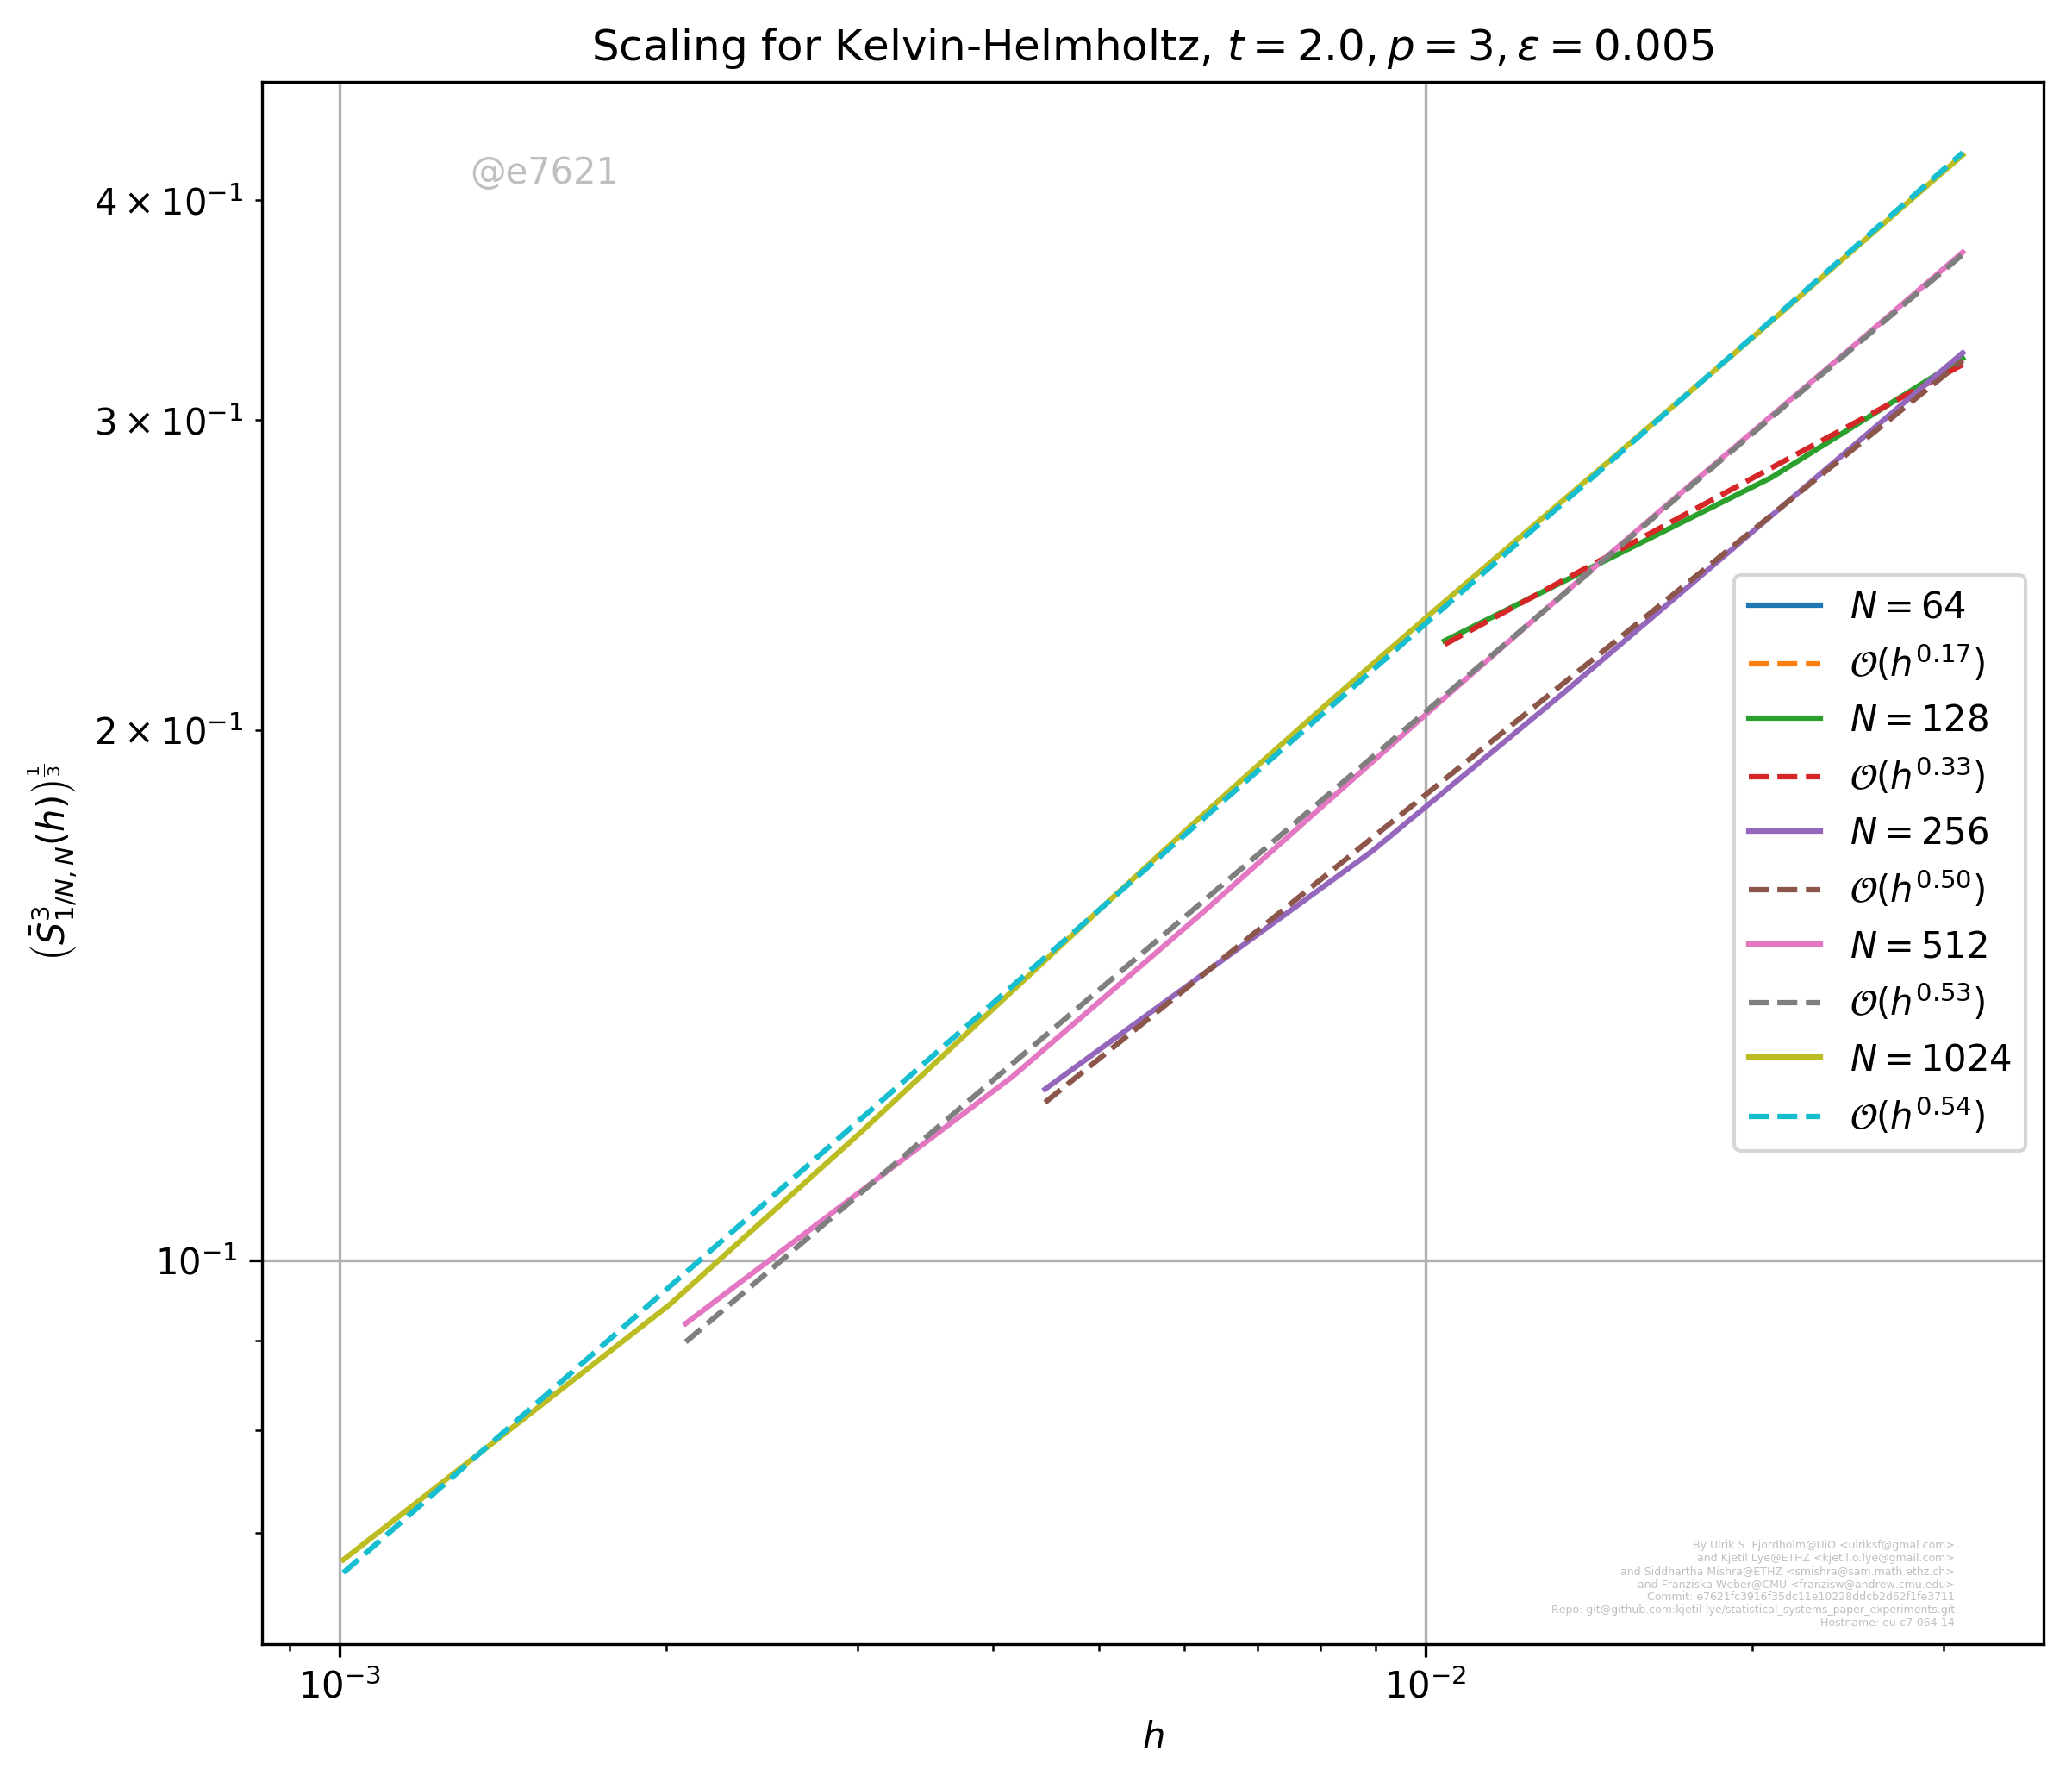 Scaling for Kelvin-Helmholtz, t = 2.0, p = 3, ε = 0.005
@e7621
4 × 10⁻¹
3 × 10⁻¹
2 × 10⁻¹
10⁻¹
(S̄³₁/N, N(h))^(1/3)
N = 64
𝒪(h^0.17)
N = 128
𝒪(h^0.33)
N = 256
𝒪(h^0.50)
N = 512
𝒪(h^0.53)
N = 1024
𝒪(h^0.54)
By Ulrik S. Fjordholm@UiO <ulriksf@gmal.com>
and Kjetil Lye@ETHZ <kjetil.o.lye@gmail.com>
and Siddhartha Mishra@ETHZ <smishra@sam.math.ethz.ch>
and Franziska Weber@CMU <franzisw@andrew.cmu.edu>
Commit: e7621fc3916f35dc11e10228ddcb2d62f1fe3711
Repo: git@github.com:kjetil-lye/statistical_systems_paper_experiments.git
Hostname: eu-c7-064-14
10⁻³
10⁻²
h